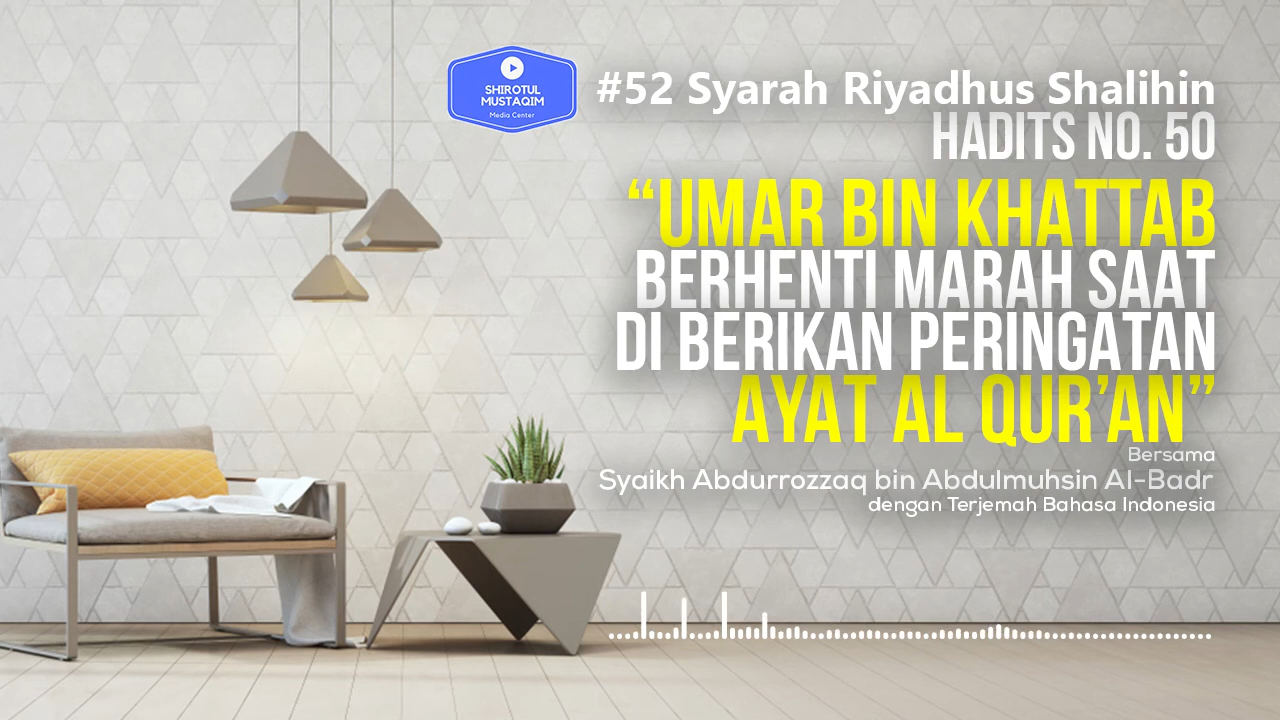 SHIROTUL
MUSTAQIM
Media Center
#52 Syarah Riyadhus Shalihin
HADITS NO. 50
“UMAR BIN KHATTAB
BERHENTI MARAH SAAT
DI BERIKAN PERINGATAN
AYAT AL QUR’AN”
Bersama
Syaikh Abdurrozzaq bin Abdulmuhsin Al-Badr
dengan Terjemah Bahasa Indonesia